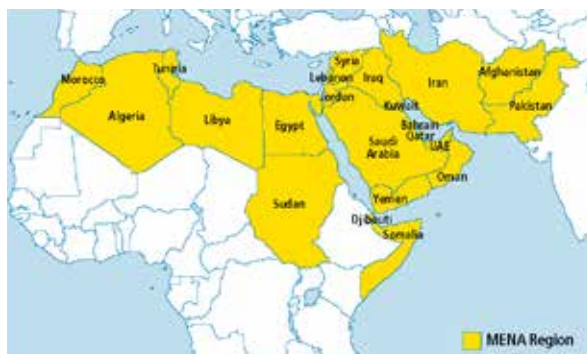 Morocco
Tunisia
Algeria
Libya
Egypt
Sudan
Syria
Lebanon
Iraq
Jordan
Iran
Kuwait
Bahrain
Qatar
UAE
Saudi
Arabia
Oman
Yemen
Djibouti
Somalia
Afghanistan
Pakistan
MENA Region